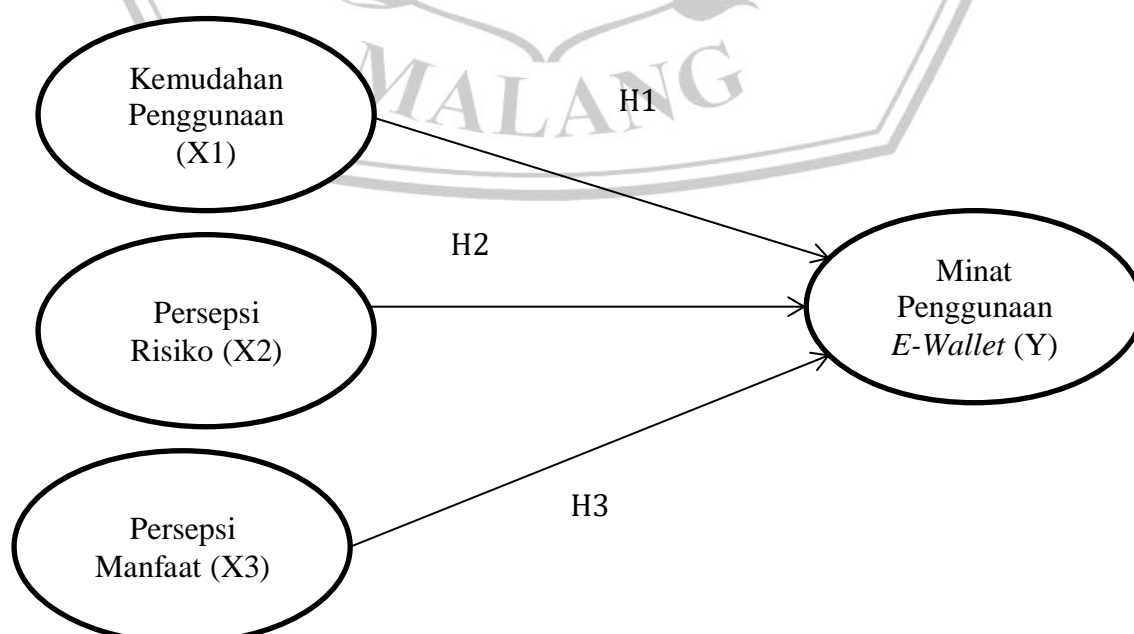 MALANG
Kemudahan
Penggunaan
(X1)
H1
H2
Persepsi
Risiko (X2)
Minat
Penggunaan
E-Wallet (Y)
H3
Persepsi
Manfaat (X3)